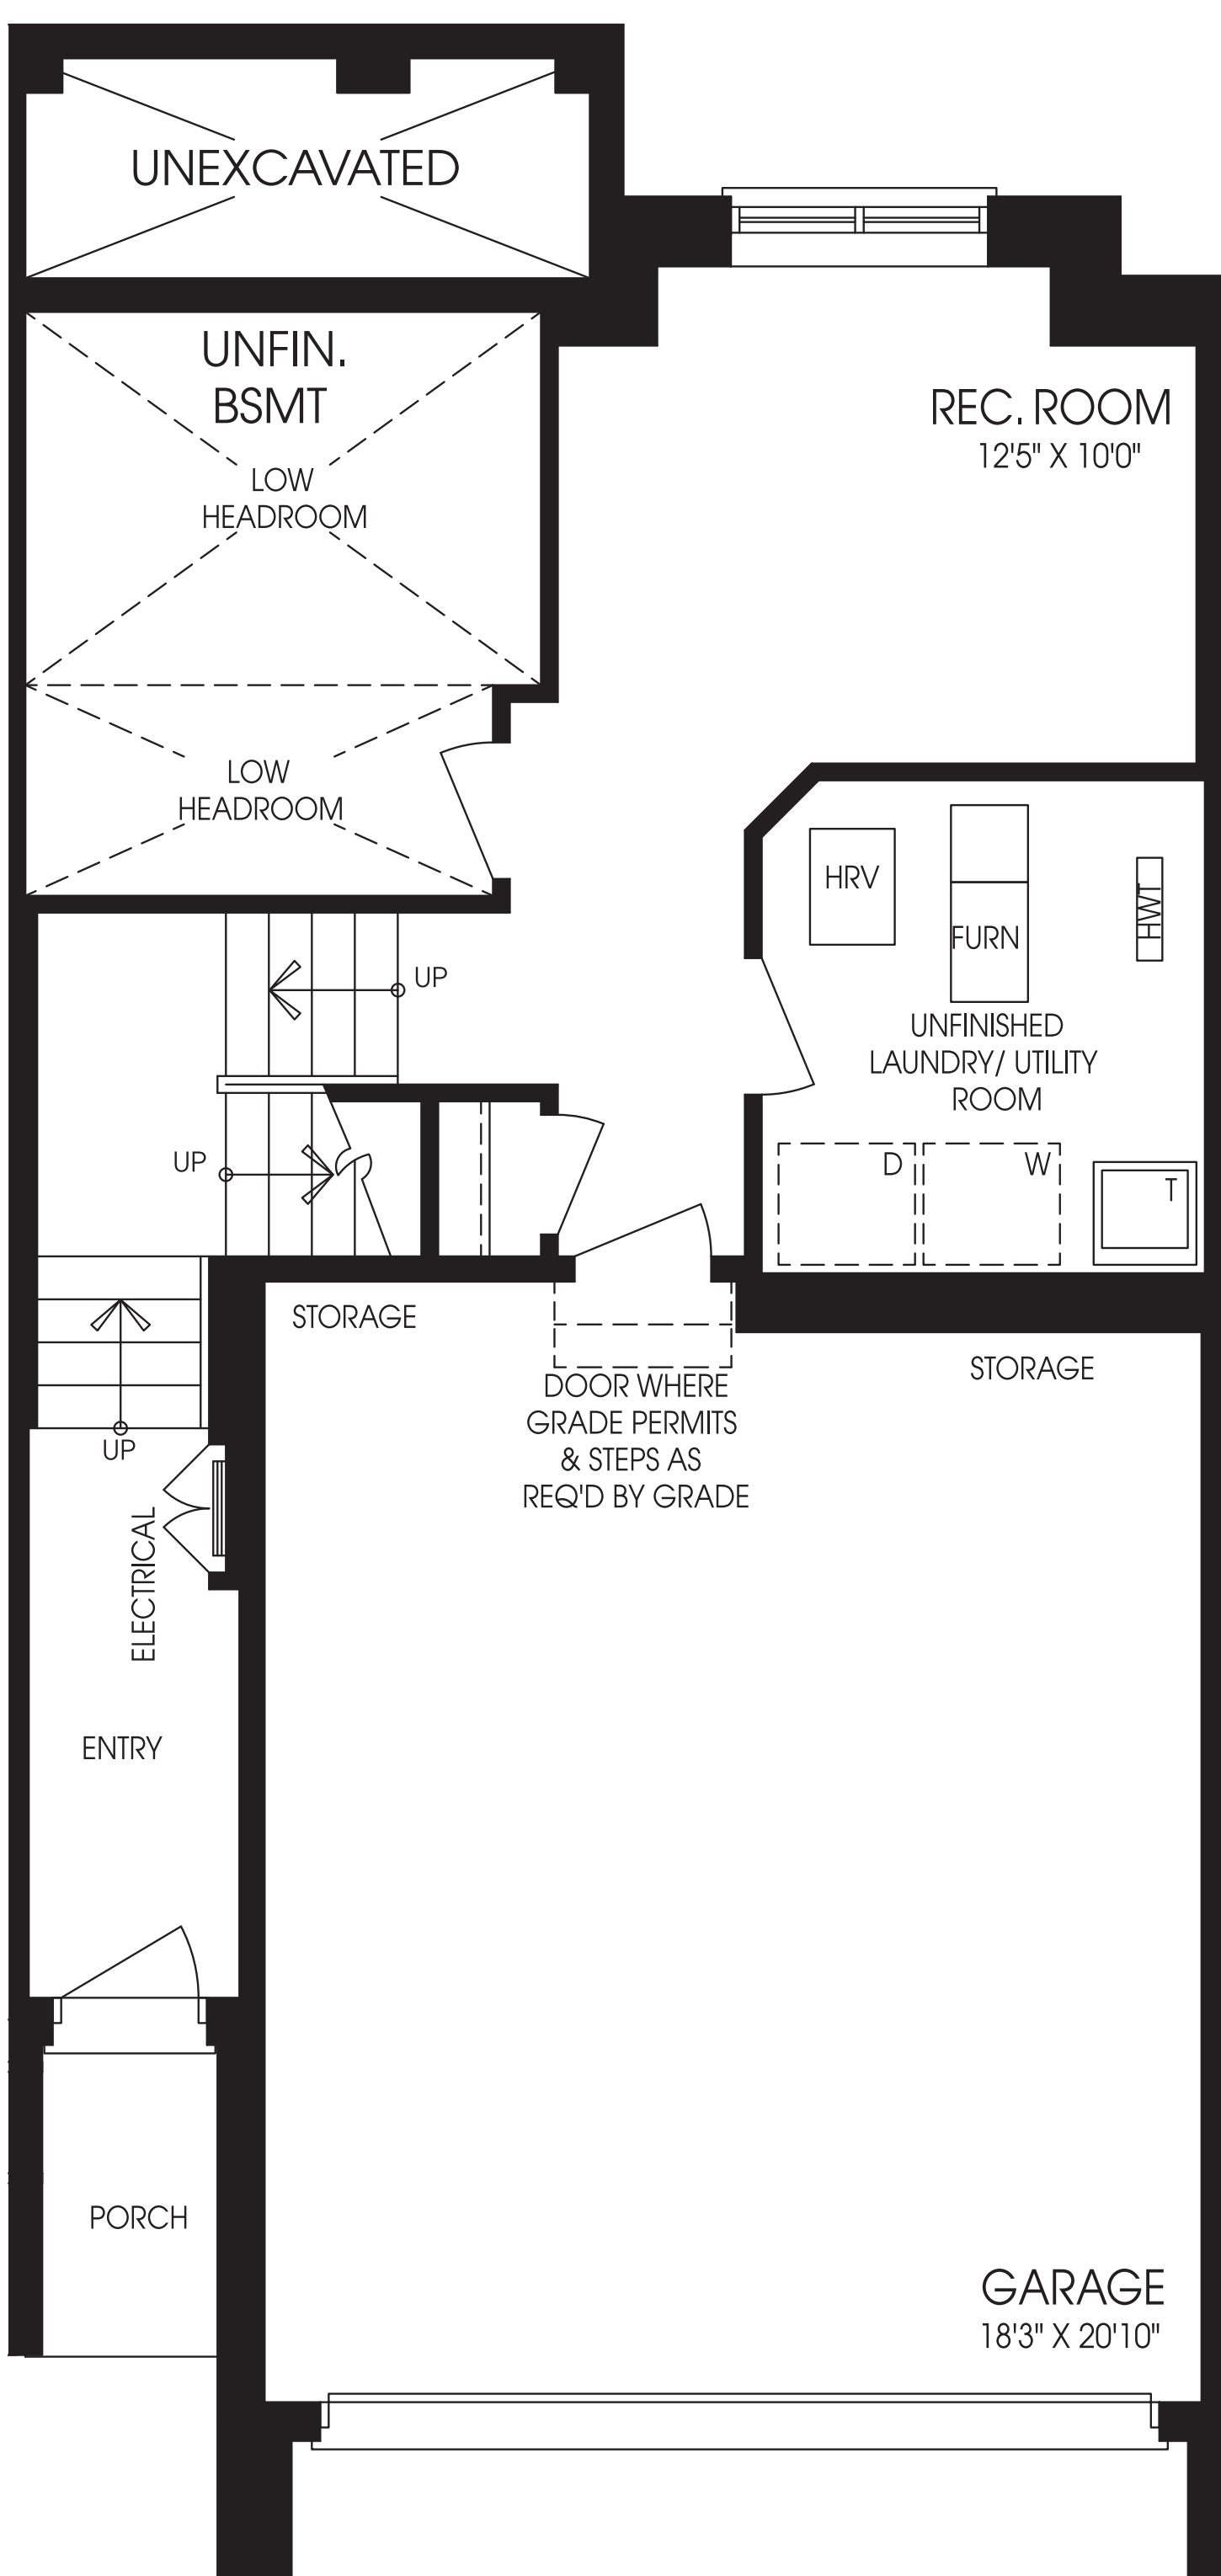 UNEXCAVATED
UNFIN.
BSMT
LOW
HEADROOM
REC. ROOM
12'5" X 10'0"
LOW
HEADROOM
HRV
FURN
HWT
UP
UNFINISHED
LAUNDRY/ UTILITY
ROOM
UP
D
W
T
STORAGE
STORAGE
DOOR WHERE
GRADE PERMITS
& STEPS AS
REQ'D BY GRADE
UP
ELECTRICAL
ENTRY
PORCH
GARAGE
18'3" X 20'10"